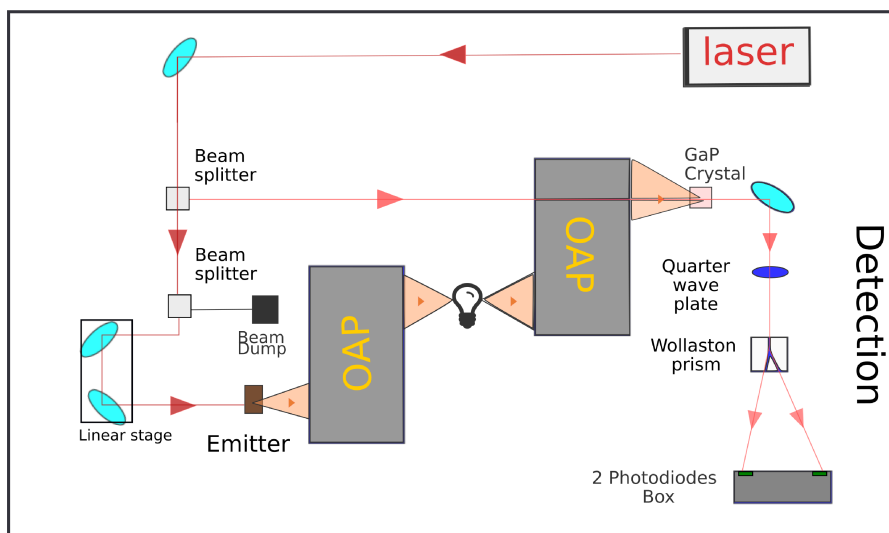 laser
Beam
splitter
GaP
Crystal
OAP
Beam
splitter
Quarter
wave
plate
Detection
Beam
Dump
OAP
Wollaston
prism
Linear stage
Emitter
2 Photodiodes
Box